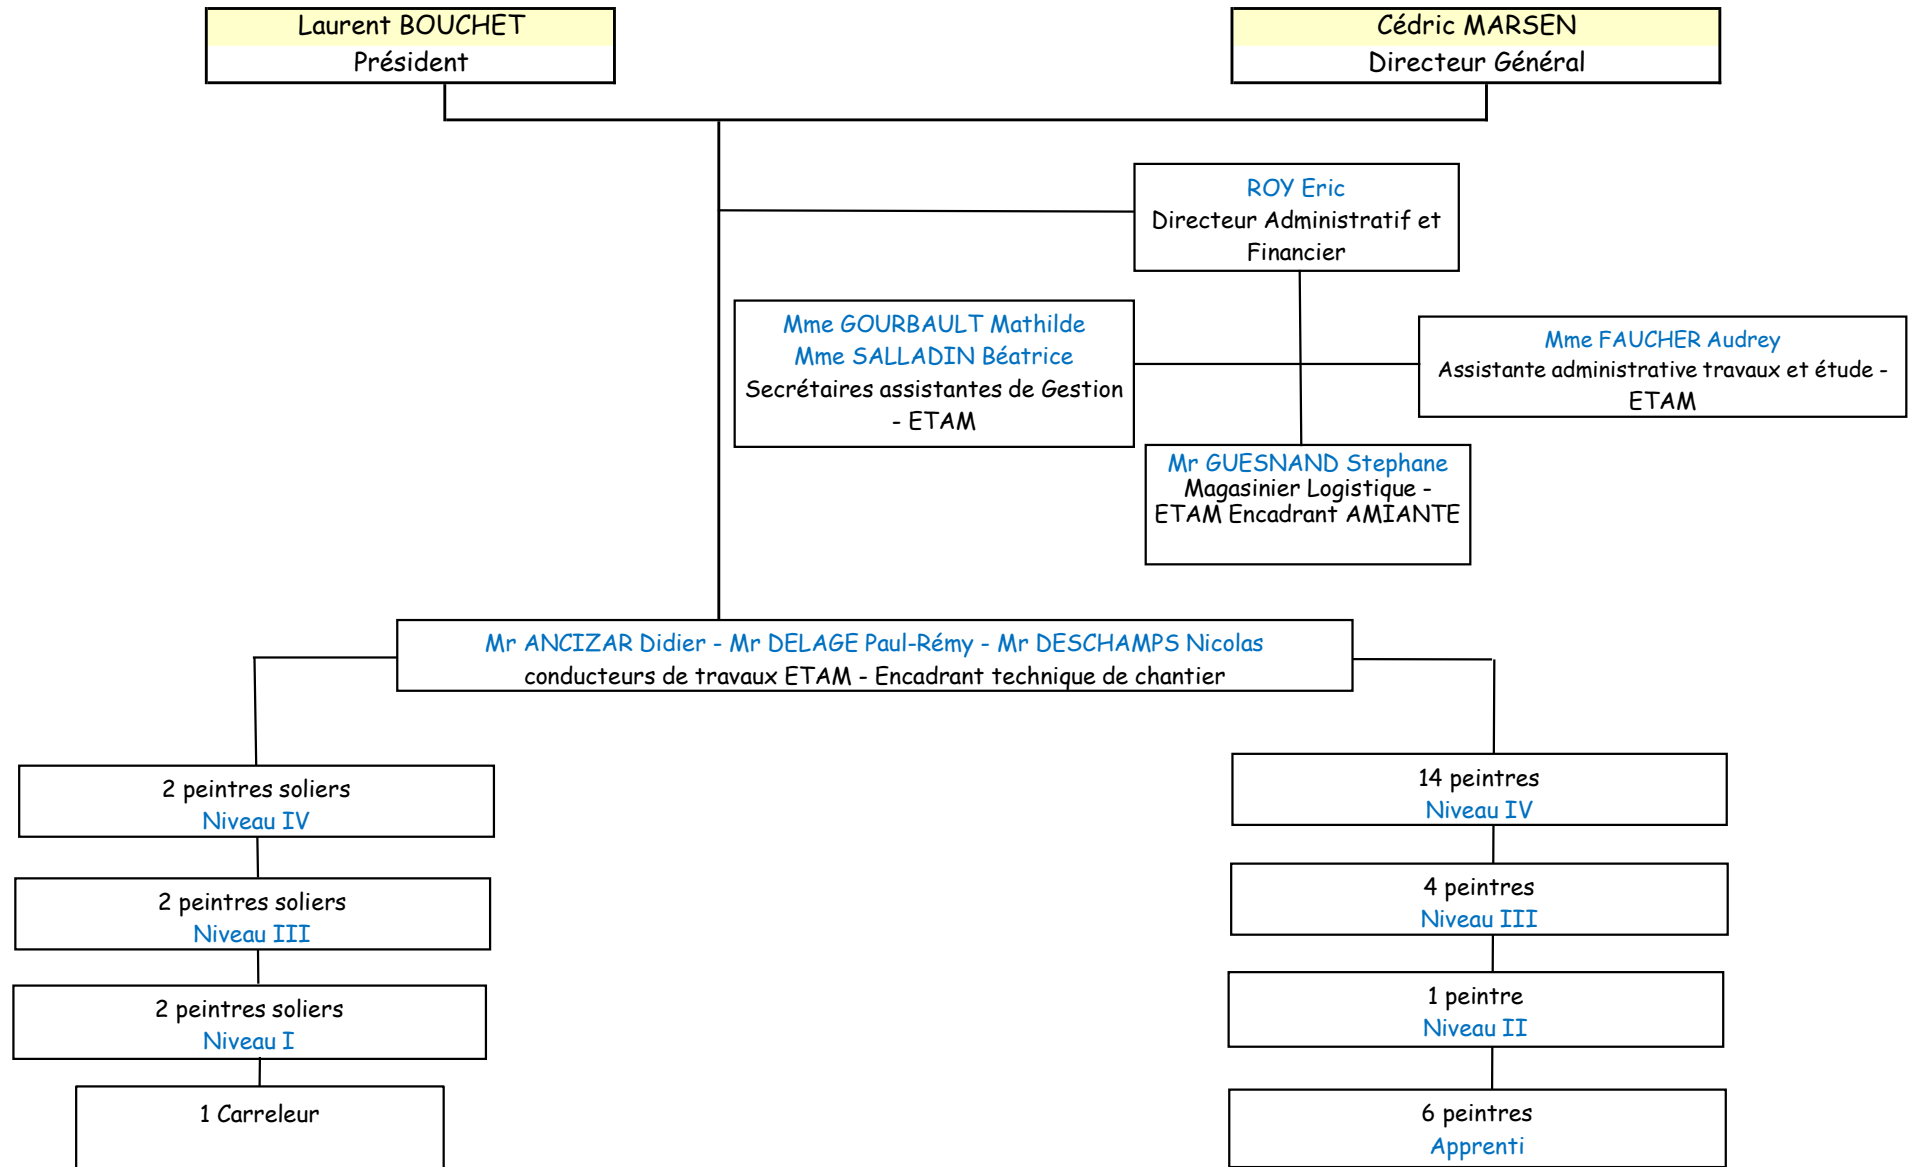 Laurent BOUCHET
Président
Cédric MARSEN
Directeur Général
ROY Eric
Directeur Administratif et
Financier
Mme GOURBAULT Mathilde
Mme SALLADIN Béatrice
Secrétaires assistantes de Gestion
- ETAM
Mme FAUCHER Audrey
Assistante administrative travaux et étude -
ETAM
Mr GUESNAND Stephane
Magasinier Logistique -
ETAM Encadrant AMIANTE
Mr ANCIZAR Didier - Mr DELAGE Paul-Rémy - Mr DESCHAMPS Nicolas
conducteurs de travaux ETAM - Encadrant technique de chantier
2 peintres soliers
Niveau IV
2 peintres soliers
Niveau III
2 peintres soliers
Niveau I
1 Carreleur
14 peintres
Niveau IV
4 peintres
Niveau III
1 peintre
Niveau II
6 peintres
Apprenti